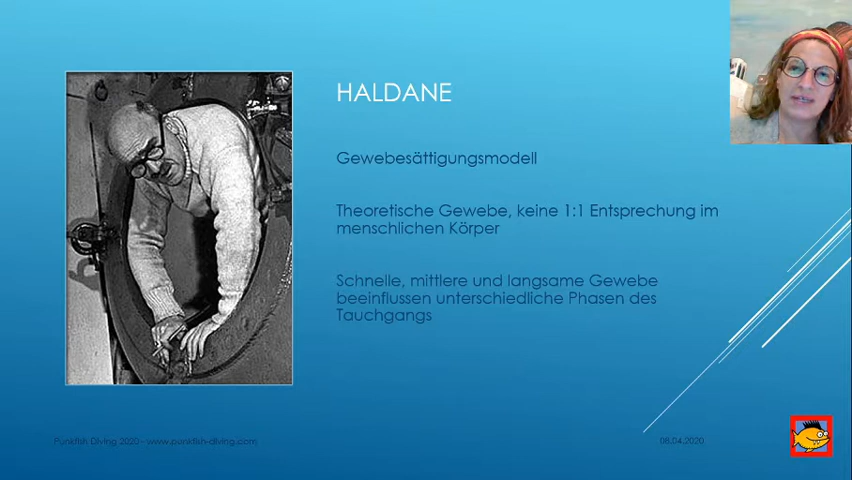 HALDANE
Gewebesättigungsmodell
Theoretische Gewebe, keine 1:1 Entsprechung im
menschlichen Körper
Schnelle, mittlere und langsame Gewebe
beeinflussen unterschiedliche Phasen des
Tauchgangs
Punkfish Diving 2020 - www.punkfish-diving.com
08.04.2020